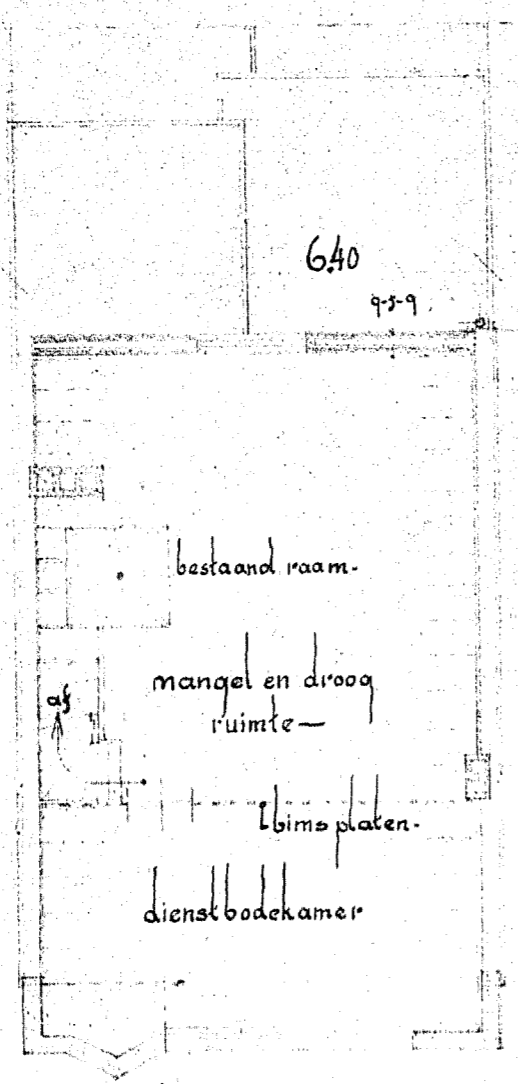 6.40
9-5-9
bestaand raam.
mangel en droog
ruimte —
af
bims platen.
dienstbodekamer